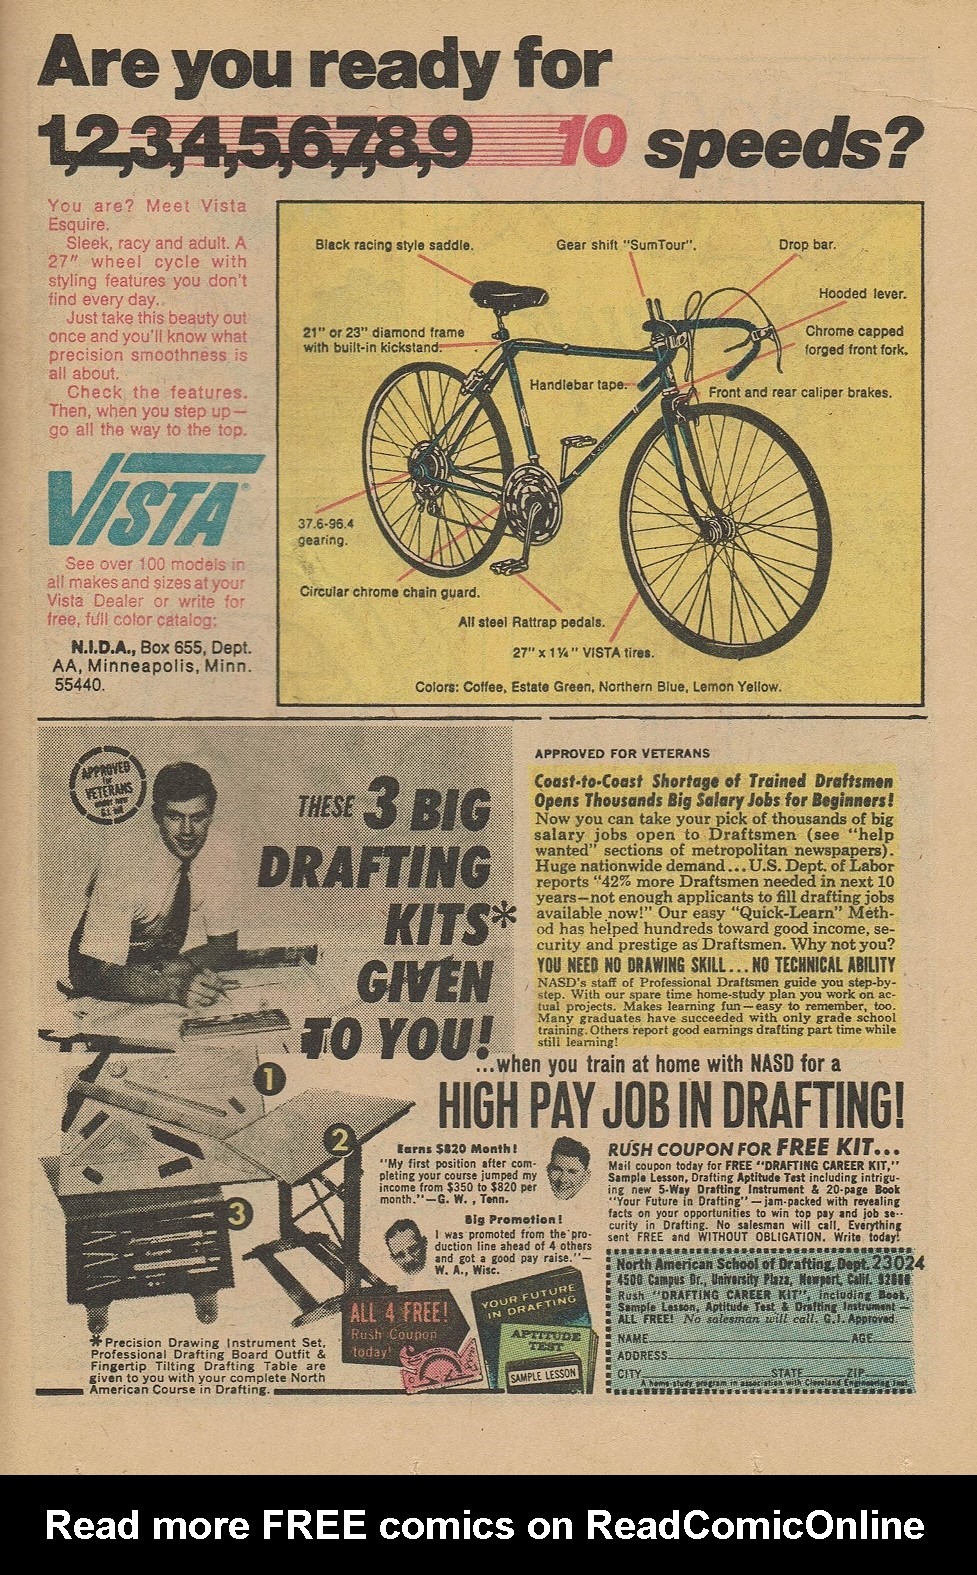 Are you ready for
1,2,3,4,5,6,7,8,9 10 speeds?
You are? Meet Vista
Esquire.
Sleek, racy and adult. A
27" wheel cycle with
styling features you don't
find every day..
Just take this beauty out
once and you'll know what
precision smoothness is
all about.
Check the features.
Then, when you step up—
go all the way to the top.
VISTA®
See over 100 models in
all makes and sizes at your
Vista Dealer or write for
free, full color catalog:
N.I.D.A., Box 655, Dept.
AA, Minneapolis, Minn.
55440.
Black racing style saddle.
Gear shift "SumTour".
Drop bar.
Hooded lever.
21" or 23" diamond frame
with built-in kickstand.
Chrome capped
forged front fork.
Handlebar tape.
Front and rear caliper brakes.
37.6-96.4
gearing.
Circular chrome chain guard.
All steel Rattrap pedals.
27" x 1¼" VISTA tires.
Colors: Coffee, Estate Green, Northern Blue, Lemon Yellow.
APPROVED
for
VETERANS
under new
G.I. bill
THESE 3 BIG
DRAFTING
KITS*
GIVEN
TO YOU!
APPROVED FOR VETERANS
Coast-to-Coast Shortage of Trained Draftsmen
Opens Thousands Big Salary Jobs for Beginners!
Now you can take your pick of thousands of big
salary jobs open to Draftsmen (see "help
wanted" sections of metropolitan newspapers).
Huge nationwide demand... U.S. Dept. of Labor
reports "42% more Draftsmen needed in next 10
years—not enough applicants to fill drafting jobs
available now!" Our easy "Quick-Learn" Meth-
od has helped hundreds toward good income, se-
curity and prestige as Draftsmen. Why not you?
YOU NEED NO DRAWING SKILL... NO TECHNICAL ABILITY
NASD's staff of Professional Draftsmen guide you step-by-
step. With our spare time home-study plan you work on ac-
tual projects. Makes learning fun—easy to remember, too.
Many graduates have succeeded with only grade school
training. Others report good earnings drafting part time while
still learning!
...when you train at home with NASD for a
HIGH PAY JOB IN DRAFTING!
1
2
3
Earns $820 Month!
"My first position after com-
pleting your course jumped my
income from $350 to $820 per
month."—G. W., Tenn.
Big Promotion!
I was promoted from the pro-
duction line ahead of 4 others
and got a good pay raise."—
W. A., Wisc.
RUSH COUPON FOR FREE KIT...
Mail coupon today for FREE "DRAFTING CAREER KIT,"
Sample Lesson, Drafting Aptitude Test including intrigu-
ing new 5-Way Drafting Instrument & 20-page Book
"Your Future in Drafting" — jam-packed with revealing
facts on your opportunities to win top pay and job se-
curity in Drafting. No salesman will call. Everything
sent FREE and WITHOUT OBLIGATION. Write today!
ALL 4 FREE!
Rush Coupon
today!
YOUR FUTURE
IN DRAFTING
APTITUDE
TEST
SAMPLE LESSON
*Precision Drawing Instrument Set,
Professional Drafting Board Outfit &
Fingertip Tilting Drafting Table are
given to you with your complete North
American Course in Drafting.
North American School of Drafting, Dept. 23024
4500 Campus Dr., University Plaza, Newport, Calif. 92660
Rush "DRAFTING CAREER KIT", including Book,
Sample Lesson, Aptitude Test & Drafting Instrument—
ALL FREE! No salesman will call. G.I. Approved.
NAME AGE
ADDRESS
CITY STATE ZIP
A home-study program in association with Cleveland Engineering Inst.
Read more FREE comics on ReadComicOnline